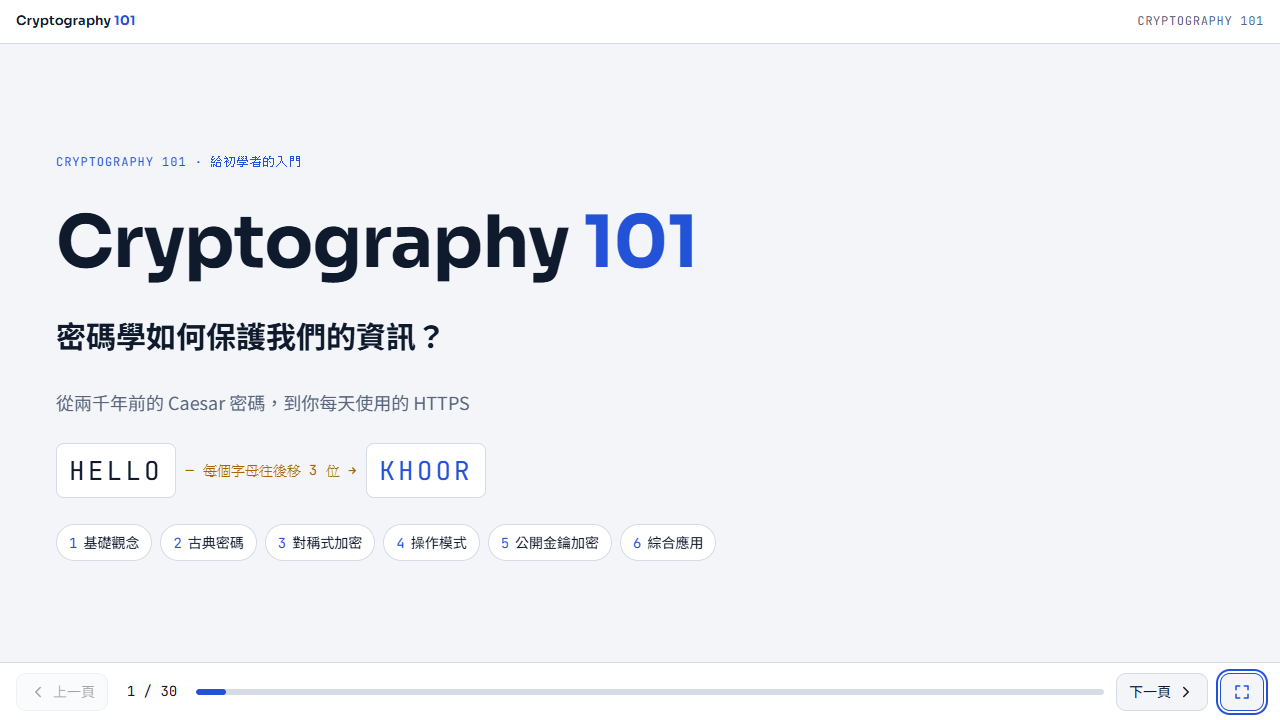 Cryptography 101
CRYPTOGRAPHY 101
CRYPTOGRAPHY 101 · 給初學者的入門
Cryptography 101
密碼學如何保護我們的資訊？
從兩千年前的 Caesar 密碼，到你每天使用的 HTTPS
HELLO — 每個字母往後移 3 位 → KHOOR
1 基礎觀念 2 古典密碼 3 對稱式加密 4 操作模式 5 公開金鑰加密 6 綜合應用
上一頁 1 / 30 下一頁